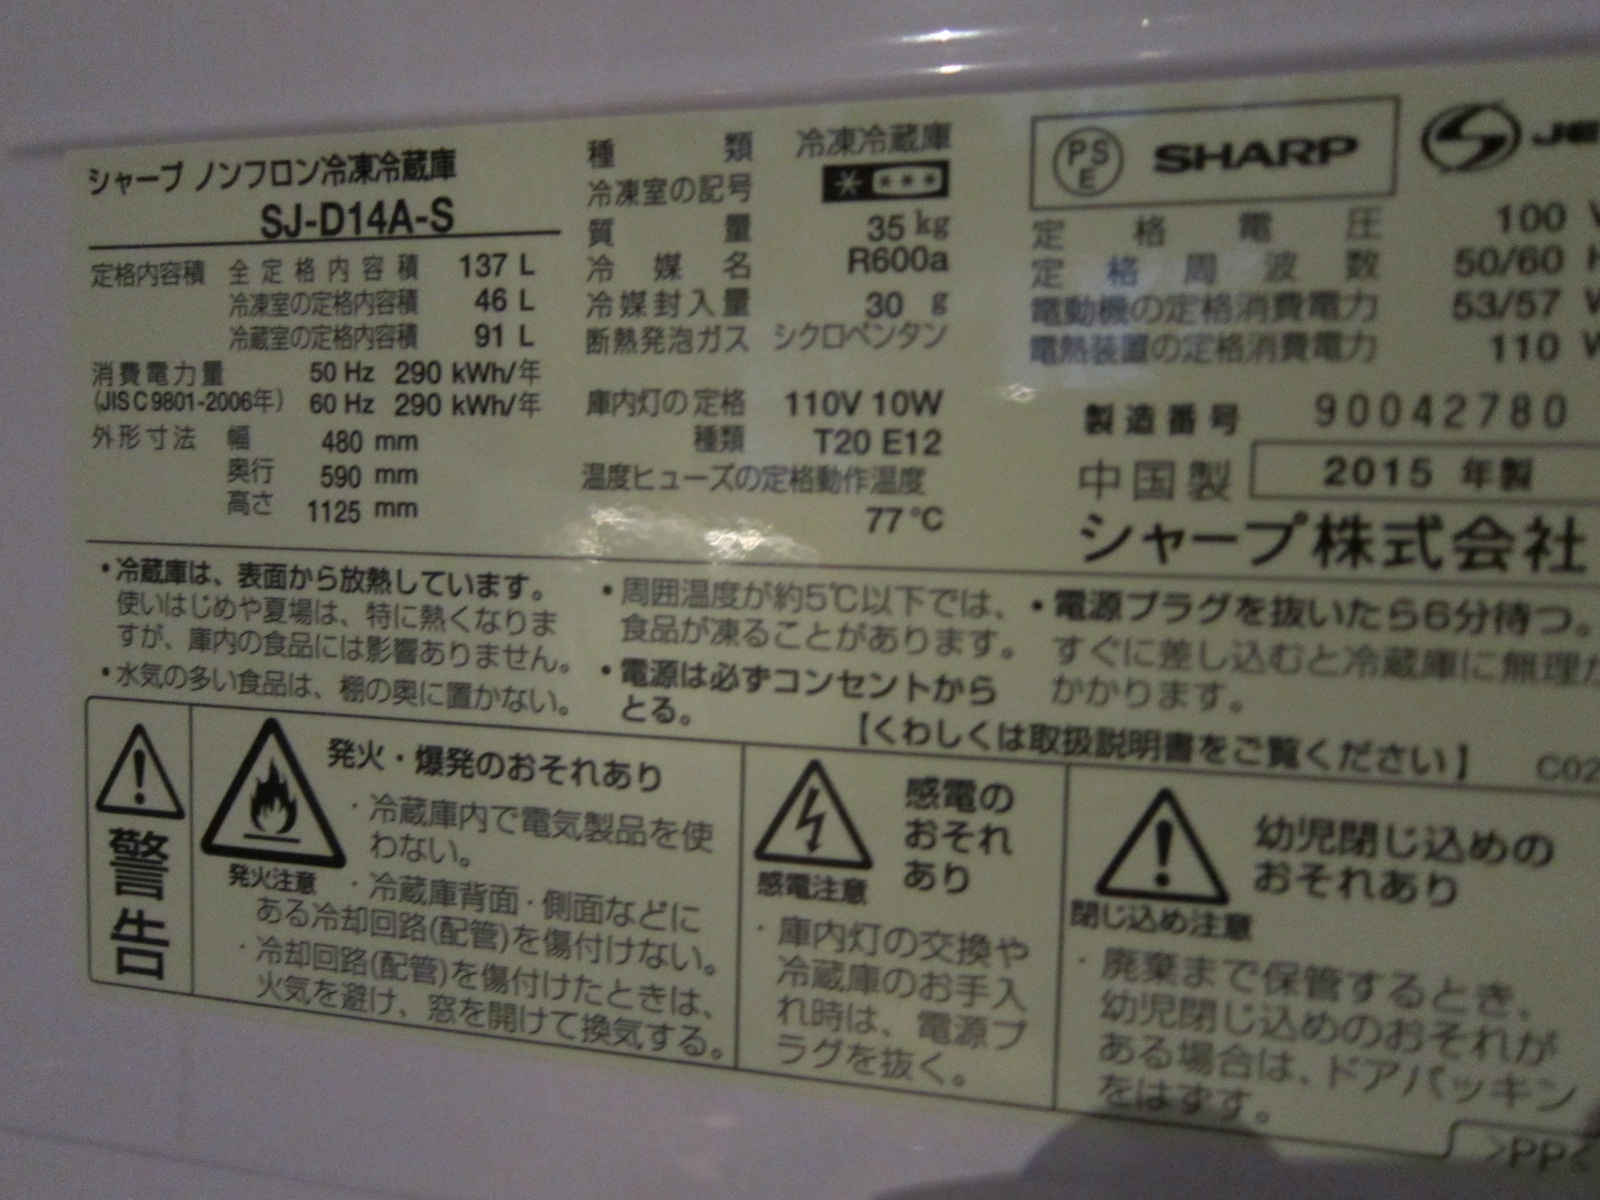 シャープ ノンフロン冷凍冷蔵庫
SJ-D14A-S
定格内容積 全定格内容積 137 L
冷凍室の定格内容積 46 L
冷蔵室の定格内容積 91 L
消費電力量 50 Hz 290 kWh/年
(JIS C 9801-2006年) 60 Hz 290 kWh/年
外形寸法 幅 480 mm
奥行 590 mm
高さ 1125 mm
種類 冷凍冷蔵庫
冷凍室の記号 * ***
質量 35 kg
冷媒名 R600a
冷媒封入量 30 g
断熱発泡ガス シクロペンタン
庫内灯の定格 110V 10W
種類 T20 E12
温度ヒューズの定格動作温度
77 °C
PSE SHARP
定格電圧 100
定格周波数 50/60
電動機の定格消費電力 53/57
電熱装置の定格消費電力 110
製造番号 90042780
中国製 2015 年製
シャープ株式会社
・冷蔵庫は、表面から放熱しています。
使いはじめや夏場は、特に熱くなりま
すが、庫内の食品には影響ありません。
・水気の多い食品は、棚の奥に置かない。
・周囲温度が約5℃以下では、
食品が凍ることがあります。
・電源は必ずコンセントから
とる。
・電源プラグを抜いたら6分待つ。
すぐに差し込むと冷蔵庫に無理が
かかります。
【くわしくは取扱説明書をご覧ください】
警告
発火注意
発火・爆発のおそれあり
・冷蔵庫内で電気製品を使
わない。
・冷蔵庫背面・側面などに
ある冷却回路(配管)を傷付けない。
・冷却回路(配管)を傷付けたときは、
火気を避け、窓を開けて換気する。
感電注意
感電の
おそれ
あり
・庫内灯の交換や
冷蔵庫のお手入
れ時は、電源プ
ラグを抜く。
閉じ込め注意
幼児閉じ込めの
おそれあり
・廃棄まで保管するとき、
幼児閉じ込めのおそれが
ある場合は、ドアパッキン
をはずす。
>PP<